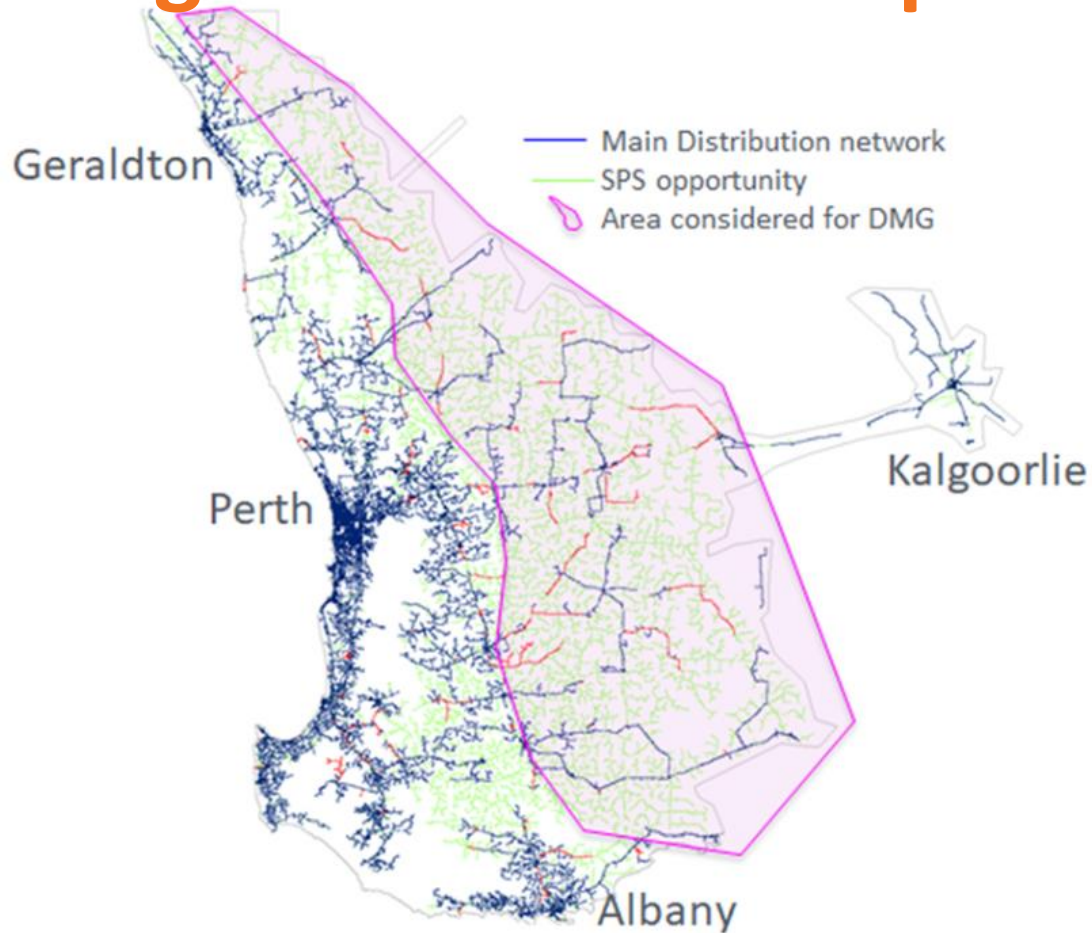 Geraldton
Main Distribution network
SPS opportunity
Area considered for DMG
Kalgoorlie
Perth
Albany